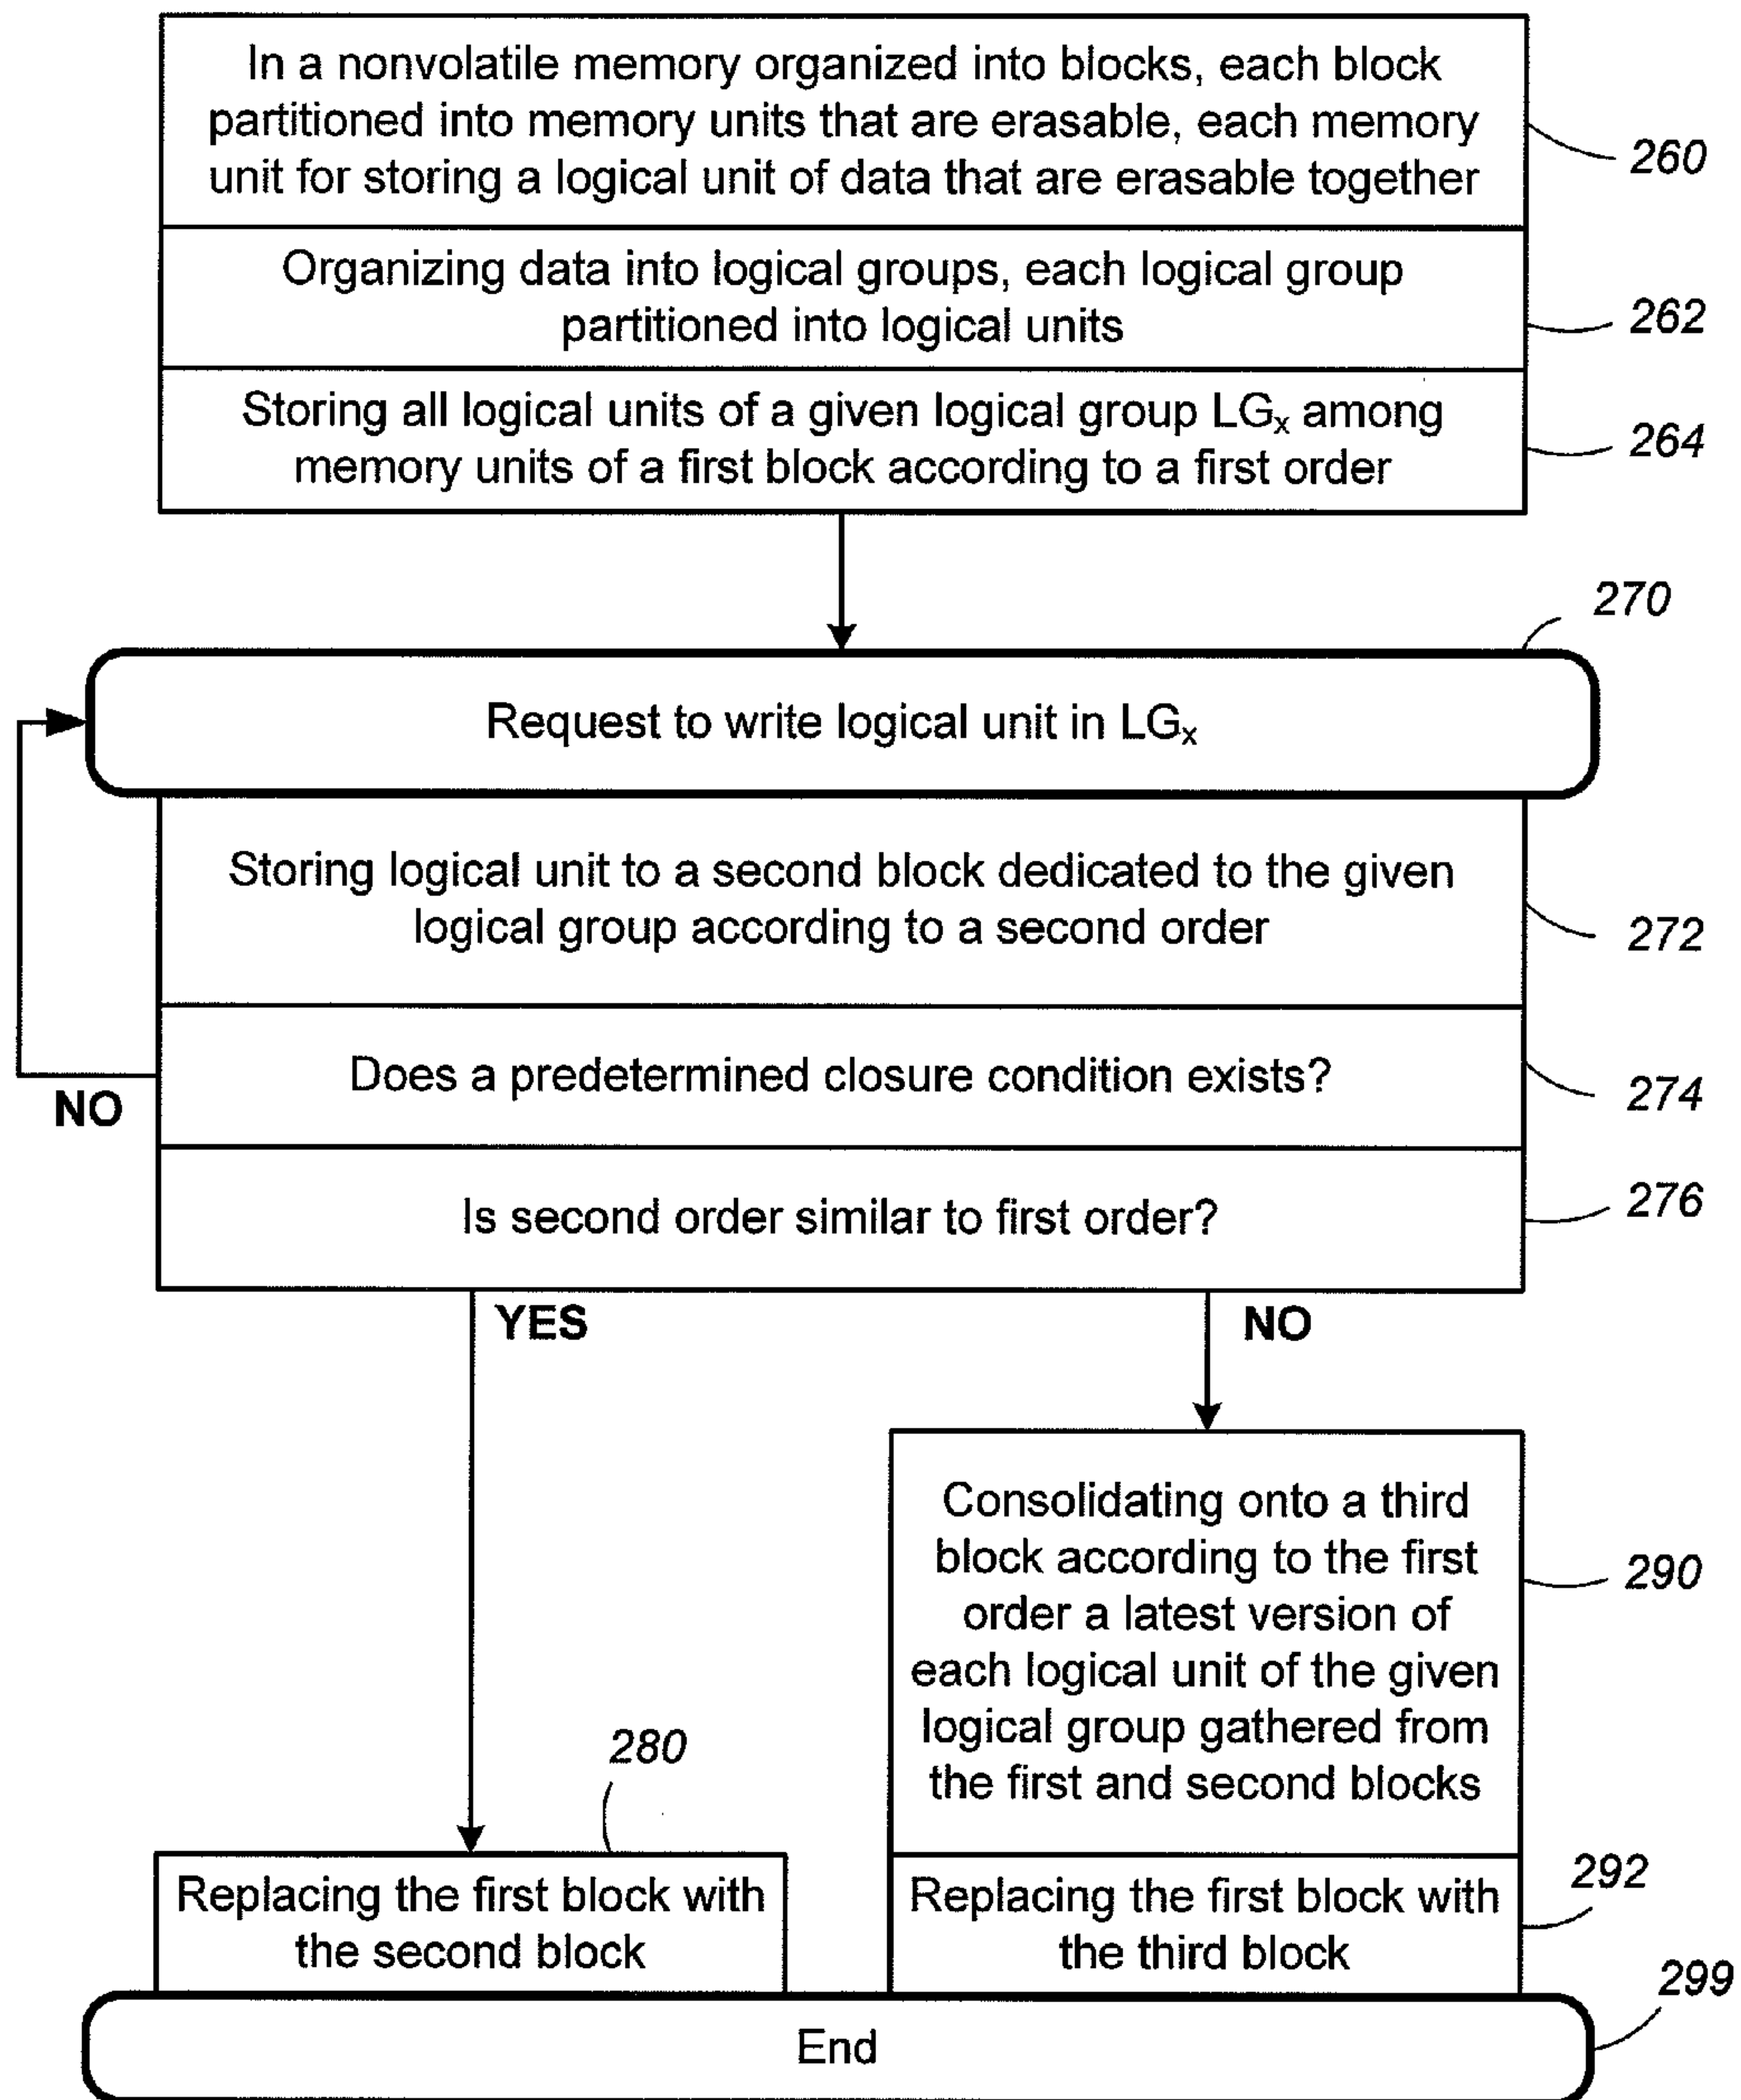 In a nonvolatile memory organized into blocks, each block
partitioned into memory units that are erasable, each memory
unit for storing a logical unit of data that are erasable together
260
Organizing data into logical groups, each logical group
partitioned into logical units
262
Storing all logical units of a given logical group LGx among
memory units of a first block according to a first order
264
270
Request to write logical unit in LGx
Storing logical unit to a second block dedicated to the given
logical group according to a second order
272
Does a predetermined closure condition exists?
274
NO
Is second order similar to first order?
276
YES
NO
Consolidating onto a third
block according to the first
order a latest version of
each logical unit of the given
logical group gathered from
the first and second blocks
290
280
Replacing the first block with
the second block
Replacing the first block with
the third block
292
End
299